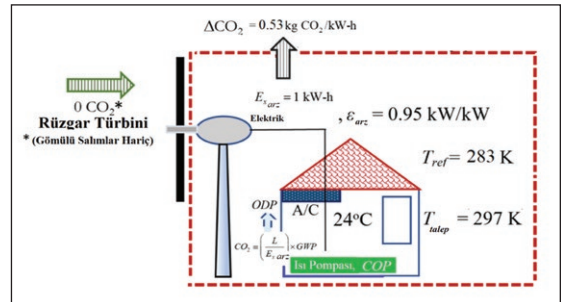 ΔCO₂ = 0.53 kg CO₂/kW-h
0 CO₂*
Rüzgar Türbini
* (Gömülü Salımlar Hariç)
Eₓ arz = 1 kW-h
Elektrik
, εarz = 0.95 kW/kW
Tref = 283 K
ODP
A/C
24°C
Ttalep = 297 K
CO₂ = (L / Eₓ arz) × GWP
Isı Pompası, COP